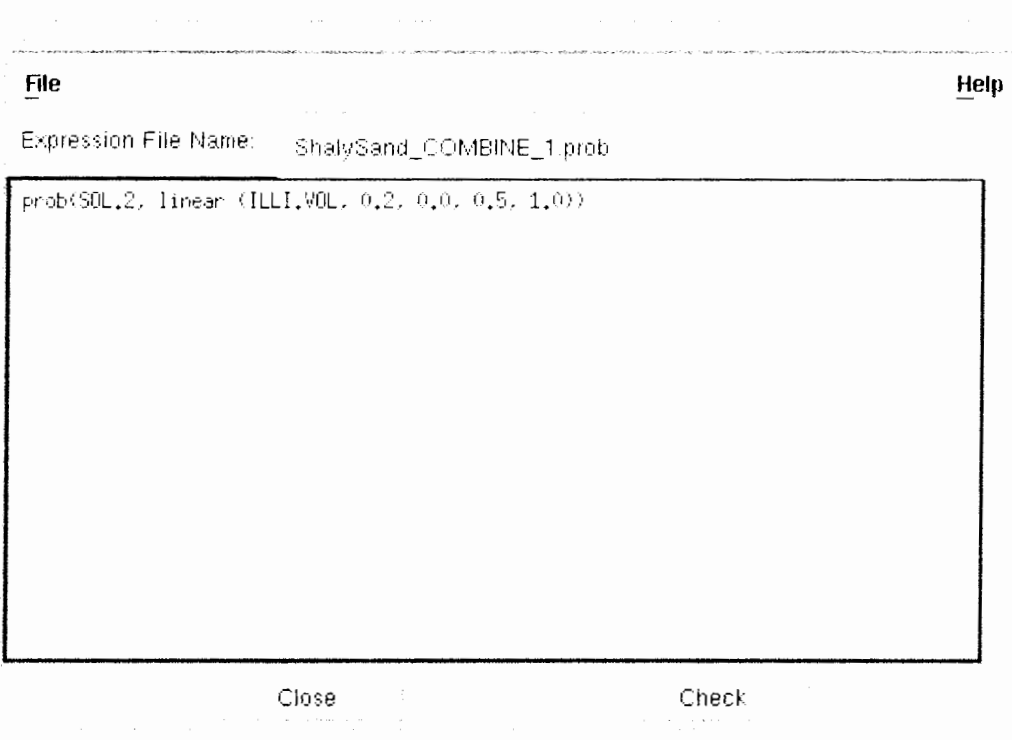 File Help
Expression File Name: ShalySand_COMBINE_1.prob
prob(SOL.2, linear (ILLI.VOL, 0.2, 0.0, 0.5, 1.0))
Close Check